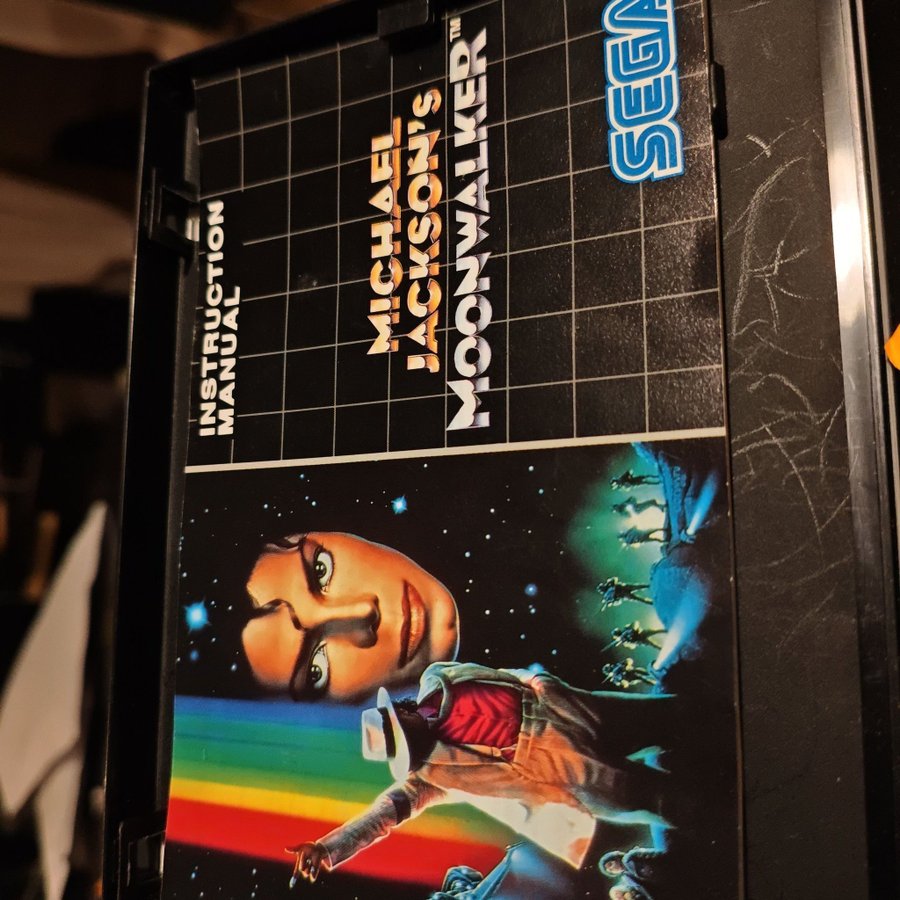 INSTRUCTION
MANUAL
MICHAEL
JACKSON'S
MOONWALKER™
SEGA